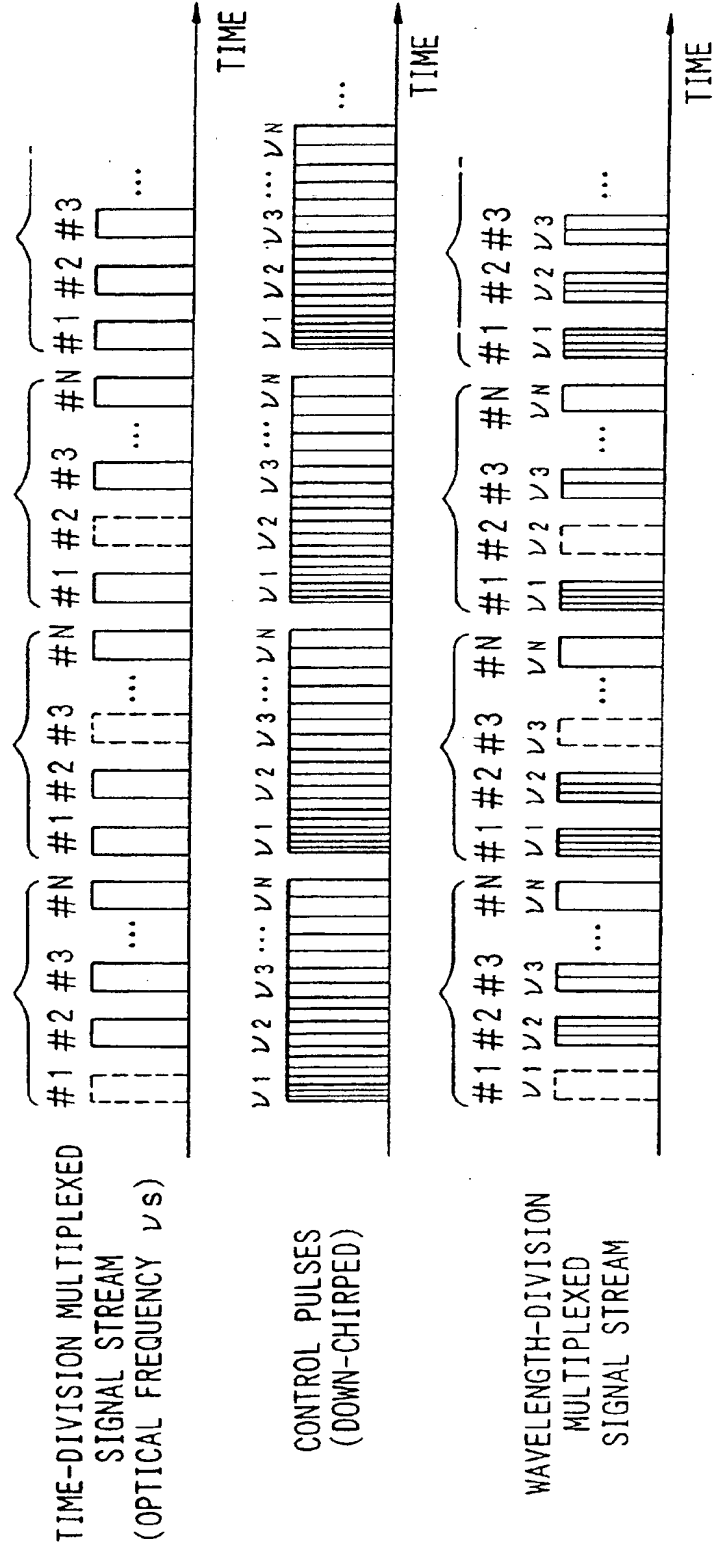 TIME-DIVISION MULTIPLEXED
SIGNAL STREAM
(OPTICAL FREQUENCY νs)
#1 #2 #3 #N #1 #2 #3 #N #1 #2 #3 #N #1 #2 #3
... ... ... ...
TIME
CONTROL PULSES
(DOWN-CHIRPED)
ν1 ν2 ν3 ... νN ν1 ν2 ν3 ... νN ν1 ν2 ν3 ... νN ν1 ν2 ν3 ... νN
...
TIME
WAVELENGTH-DIVISION
MULTIPLEXED
SIGNAL STREAM
#1 #2 #3 #N #1 #2 #3 #N #1 #2 #3 #N #1 #2 #3
ν1 ν2 ν3 νN ν1 ν2 ν3 νN ν1 ν2 ν3 νN ν1 ν2 ν3
... ... ... ...
TIME